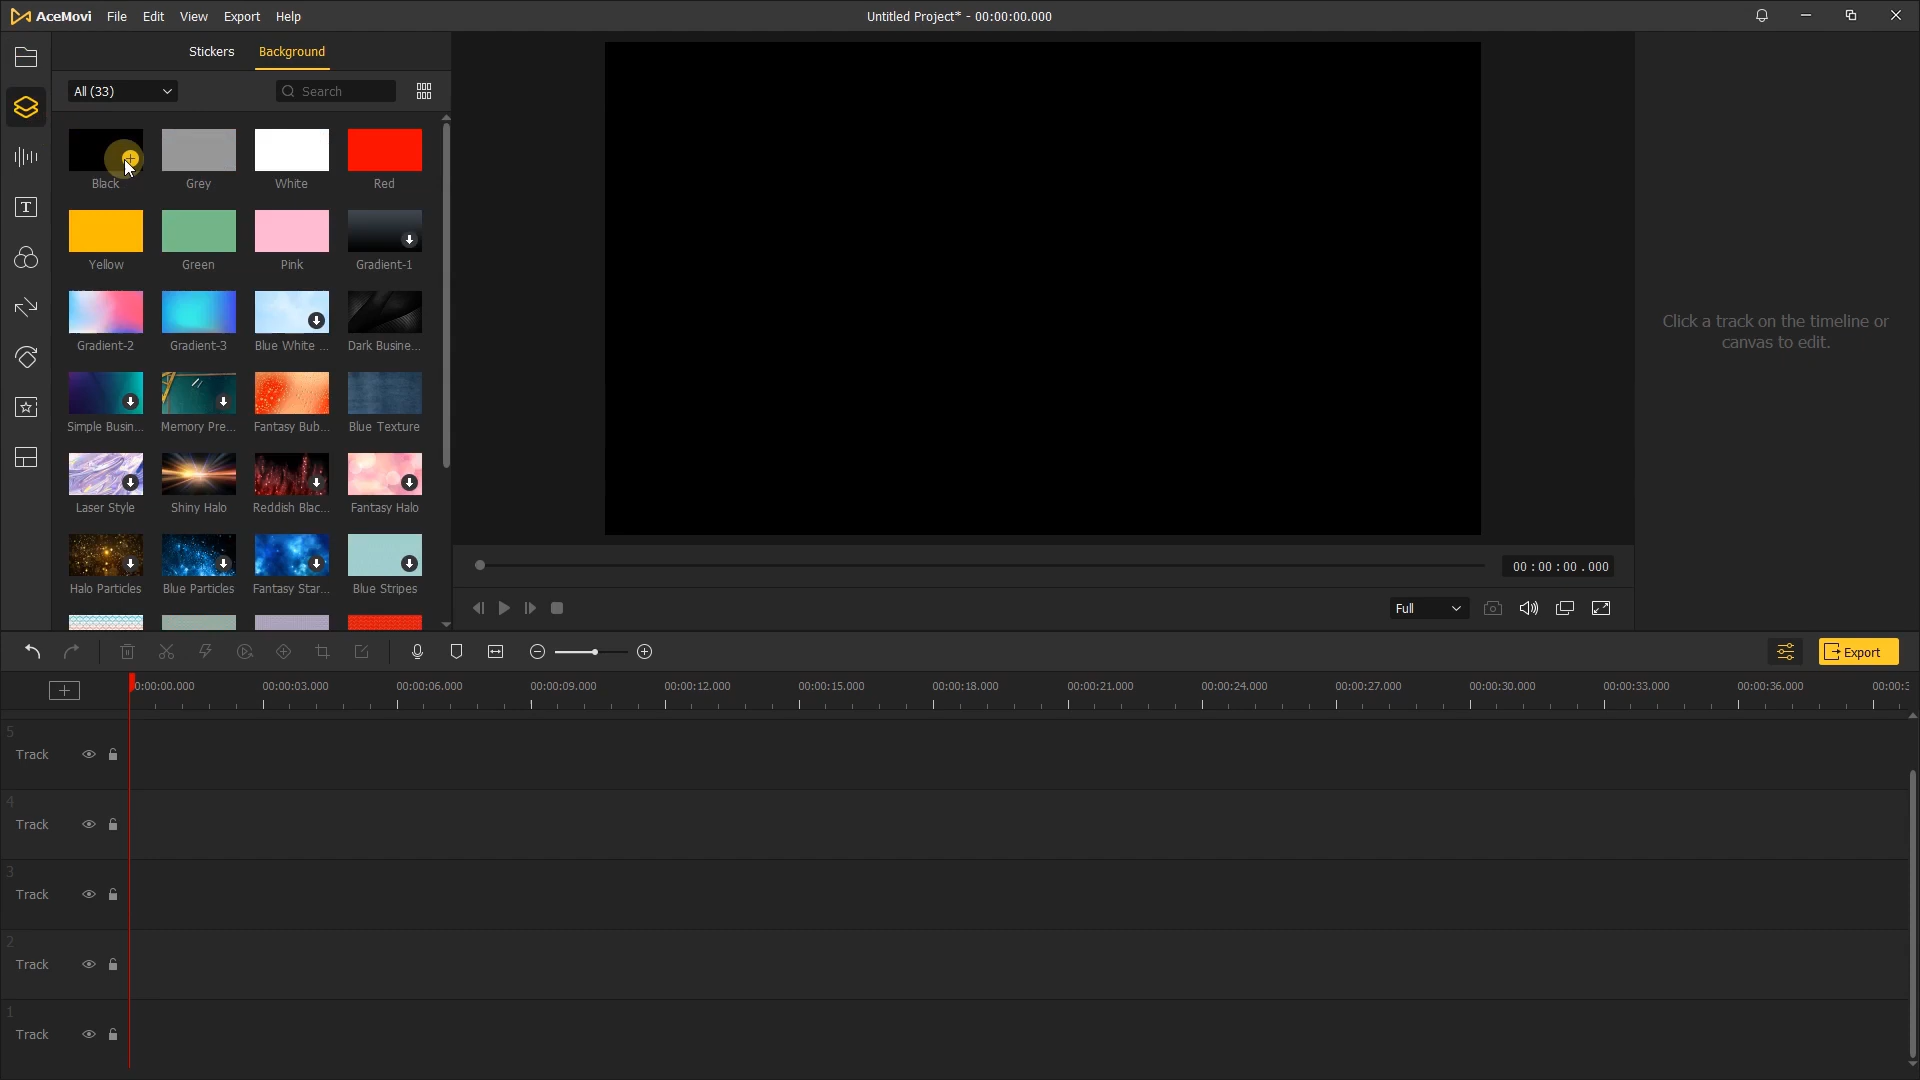 AceMovi File Edit View Export Help
Untitled Project* - 00:00:00.000
Stickers Background
All (33)
Search
Black Grey White Red
Yellow Green Pink Gradient-1
Gradient-2 Gradient-3 Blue White ... Dark Busine...
Simple Busin... Memory Pre... Fantasy Bub... Blue Texture
Laser Style Shiny Halo Reddish Blac... Fantasy Halo
Halo Particles Blue Particles Fantasy Star... Blue Stripes
Click a track on the timeline or
canvas to edit.
00 : 00 : 00 . 000
Full
Export
0:00:00.000 00:00:03.000 00:00:06.000 00:00:09.000 00:00:12.000 00:00:15.000 00:00:18.000 00:00:21.000 00:00:24.000 00:00:27.000 00:00:30.000 00:00:33.000 00:00:36.000 00:00:3
5
Track
4
Track
3
Track
2
Track
1
Track